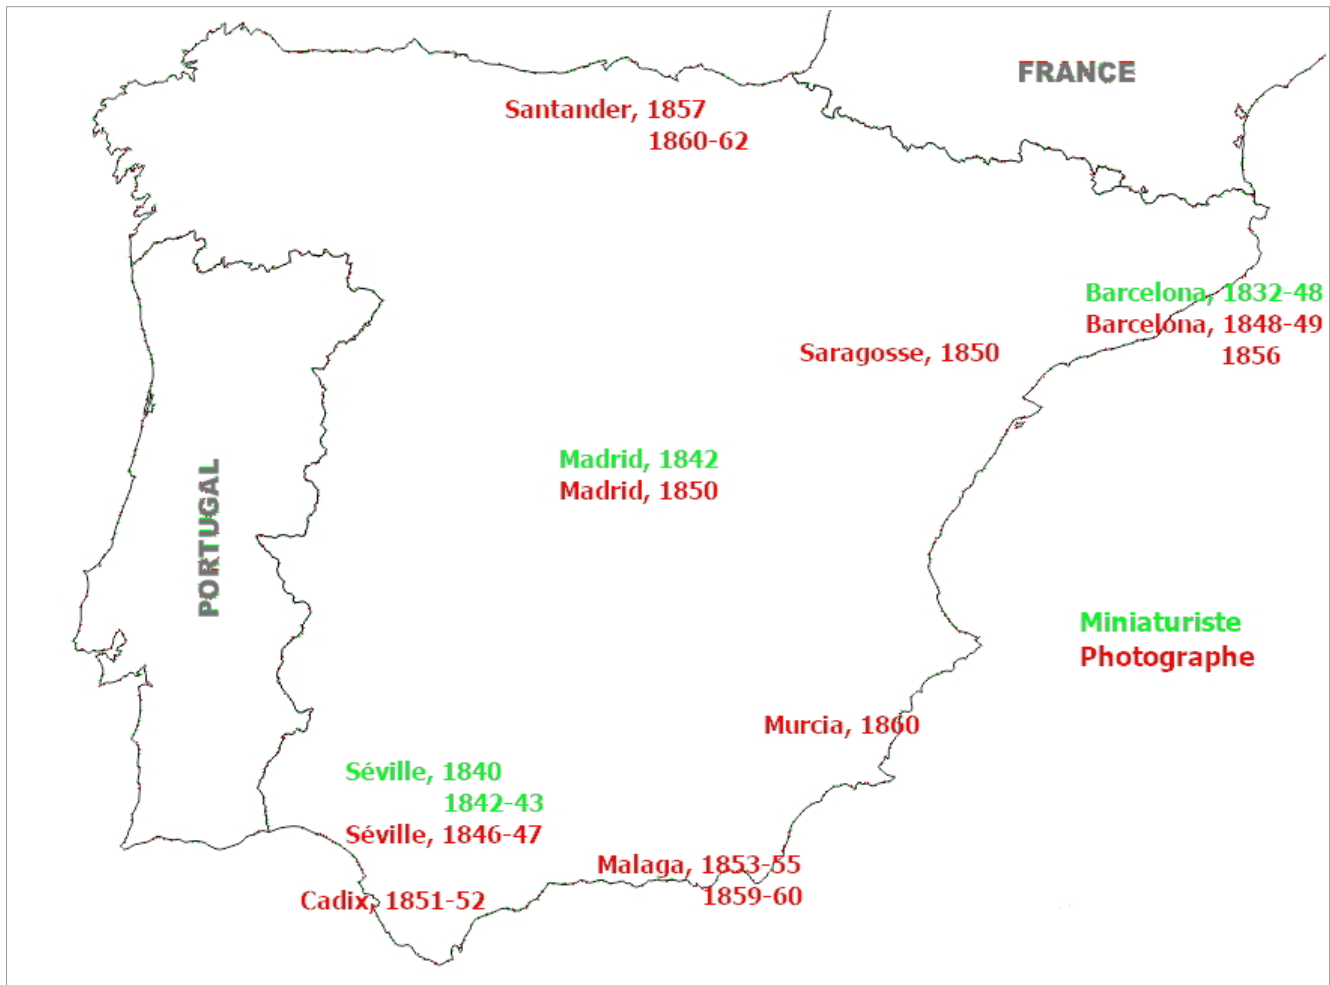 FRANCE
Santander, 1857
1860-62
Barcelona, 1832-48
Barcelona, 1848-49
1856
Saragosse, 1850
Madrid, 1842
Madrid, 1850
PORTUGAL
Miniaturiste
Photographe
Murcia, 1860
Séville, 1840
1842-43
Séville, 1846-47
Malaga, 1853-55
1859-60
Cadix, 1851-52